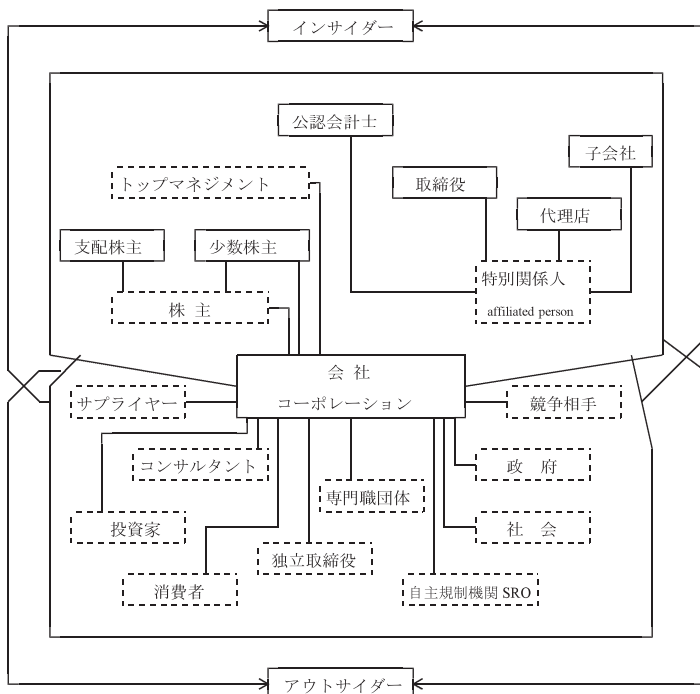 インサイダー
公認会計士
子会社
トップマネジメント
取締役
代理店
支配株主
少数株主
特別関係人
affiliated person
株 主
会 社
コーポレーション
サプライヤー
競争相手
コンサルタント
政 府
専門職団体
投資家
社 会
独立取締役
消費者
自主規制機関 SRO
アウトサイダー